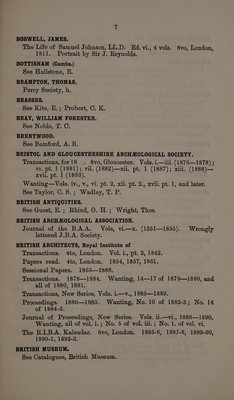 7
BOSWELL, JAMES.
The Life of Samuel Johnson, LL.D. Ed. vi., 4 vols. 8vo, London,
1811. Portrait by Sir J. Reynolds.
BOTTISHAM (Cambs.)
See Hailstone, E.
BRAMPTON, THOMAS.
Percy Society, h.
BRASSES.
See Kite, E. ; Probert, C. K.
BRAY, WILLIAM FORESTER.
See Noble, T. C.
BRENTWOOD.
See Bamford, A. B.
BRISTOL AND GLOUCESTERSHIRE ARCHÆOLOGICAL SOCIETY.
Transactions, for 18 . . 8vo, Gloucester. Vols. i.—iii. (1876—1878);
vi. pt. 1 (1881); vii. (1882)—xii. pt. 1 (1887); xiii. (1888)—
xvii. pt. 1 (1893).
Wanting—Vols. iv., v., vi. pt. 2, xii. pt. 2., xvii. pt. 1, and later.
See Taylor, C. S. ; Wadley, T. P.
BRITISH ANTIQUITIES.
See Guest, E. ; Rhind, O. H. ; Wright, Thos.
BRITISH ARCHÆOLOGICAL ASSOCIATION.
Journal of the B.A.A. Vols, vi.—x. (1851—1855). Wrongly
lettered J.B.A. Society.
BRITISH ARCHITECTS, Royal Institute of
Transactions. 4to, London. Vol. i., pt. 2, 1842.
Papers read. 4to, London. 1854, 1857, 1861.
Sessional Papers. 1863—1866.
Transactions. 1878—1884. Wanting, 14—17 of 1879—1880, and
all of 1880, 1881.
Transactions, New Series, Vols. i.—v., 1885—1889.
Proceedings. 1880—1885. Wanting, No. 10 of 1882-3 ; No. 14
of 1884-5.
Journal of Proceedings, New Series. Vols. ii.—vi., 1886—1890,
Wanting, all of vol. i. ; No. 5 of vol. iii. ; No. 1. of vol. vi.
The R.I.B.A. Kalendar. 8vo, London. 1885-6, 1887-8, 1889-90,
1890-1, 1892-3.
BRITISH MUSEUM.
See Catalogues, British Museum.